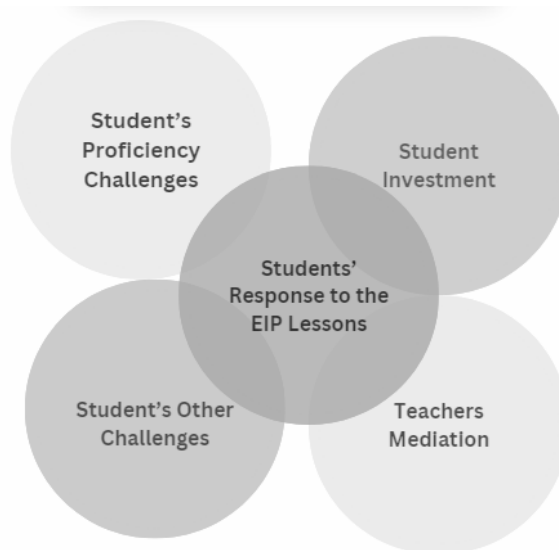 Student's
Proficiency
Challenges
Student
Investment
Students'
Response to the
EIP Lessons
Student's Other
Challenges
Teachers
Mediation